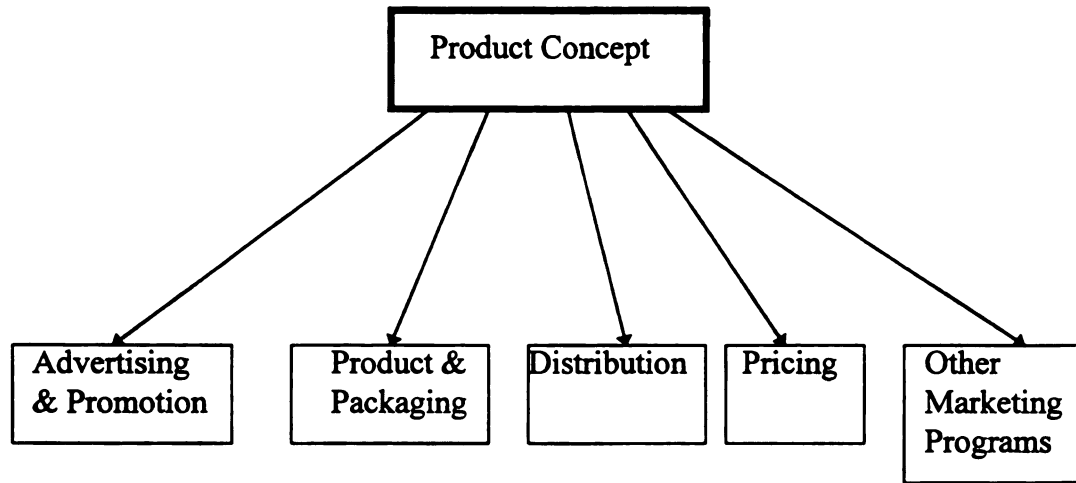 Product Concept
Advertising
& Promotion
Product &
Packaging
Distribution
Pricing
Other
Marketing
Programs